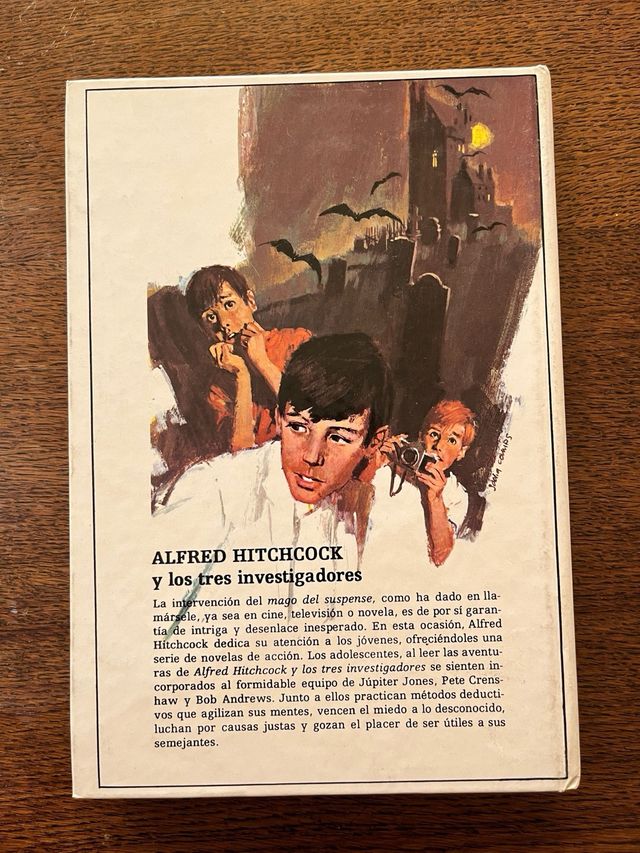 JOAMA COMAPS
ALFRED HITCHCOCK
y los tres investigadores
La intervención del mago del suspense, como ha dado en lla-
mársele, ya sea en cine, televisión o novela, es de por sí garan-
tía de intriga y desenlace inesperado. En esta ocasión, Alfred
Hitchcock dedica su atención a los jóvenes, ofreciéndoles una
serie de novelas de acción. Los adolescentes, al leer las aventu-
ras de Alfred Hitchcock y los tres investigadores se sienten in-
corporados al formidable equipo de Júpiter Jones, Pete Cren-
shaw y Bob Andrews. Junto a ellos practican métodos deducti-
vos que agilizan sus mentes, vencen el miedo a lo desconocido,
luchan por causas justas y gozan el placer de ser útiles a sus
semejantes.